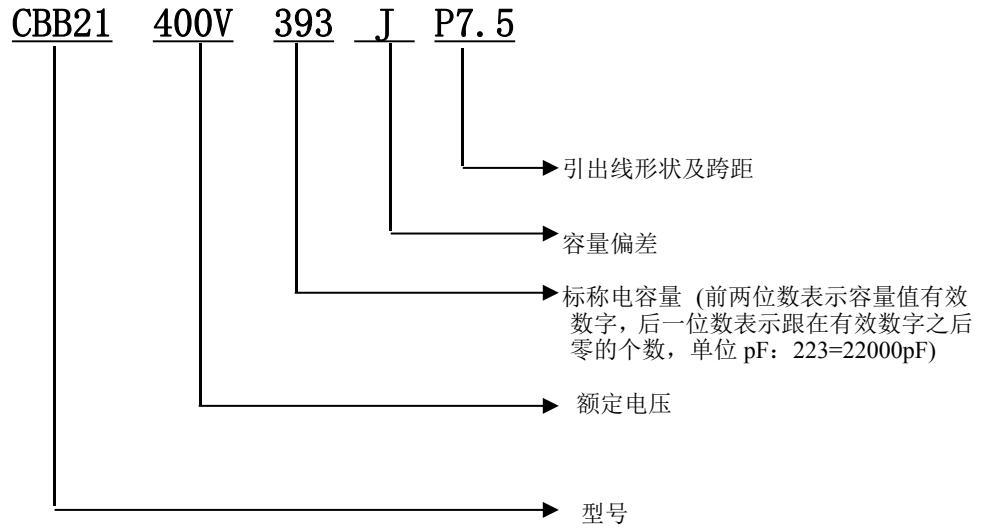 CBB21 400V 393 J P7.5
引出线形状及跨距
容量偏差
标称电容量 (前两位数表示容量值有效
数字，后一位数表示跟在有效数字之后
零的个数，单位 pF：223=22000pF)
额定电压
型号